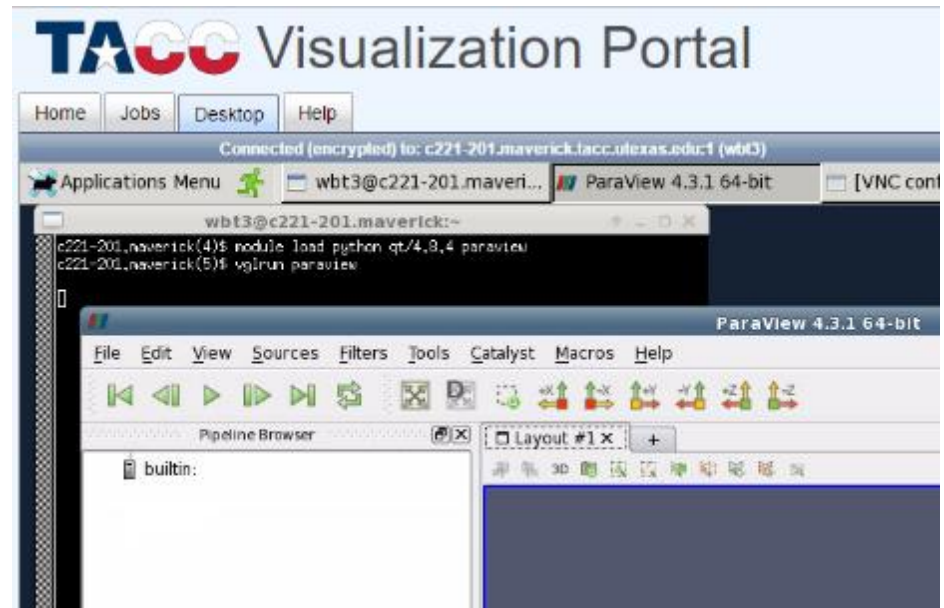 TACC Visualization Portal
Home Jobs Desktop Help
Connected (encrypted) to: c221-201.maverick.tacc.utexas.edu:1 (wbt3)
Applications Menu wbt3@c221-201.maveri... ParaView 4.3.1 64-bit [VNC conf
wbt3@c221-201.maverick:~
c221-201.maverick(4)$ module load python qt/4.8.4 paraview
c221-201.maverick(5)$ vglrun paraview
ParaView 4.3.1 64-bit
File Edit View Sources Filters Tools Catalyst Macros Help
D +X -X +Y -Y +Z -Z
Pipeline Browser Layout #1 +
builtin: 3D